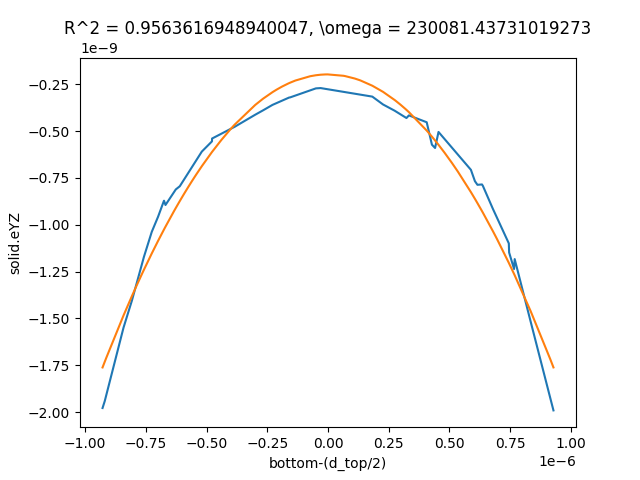 R^2 = 0.9563616948940047, \omega = 230081.43731019273
1e−9
−0.25
−0.50
−0.75
−1.00
−1.25
−1.50
−1.75
−2.00
solid.eYZ
−1.00 −0.75 −0.50 −0.25 0.00 0.25 0.50 0.75 1.00
bottom-(d_top/2) 1e−6